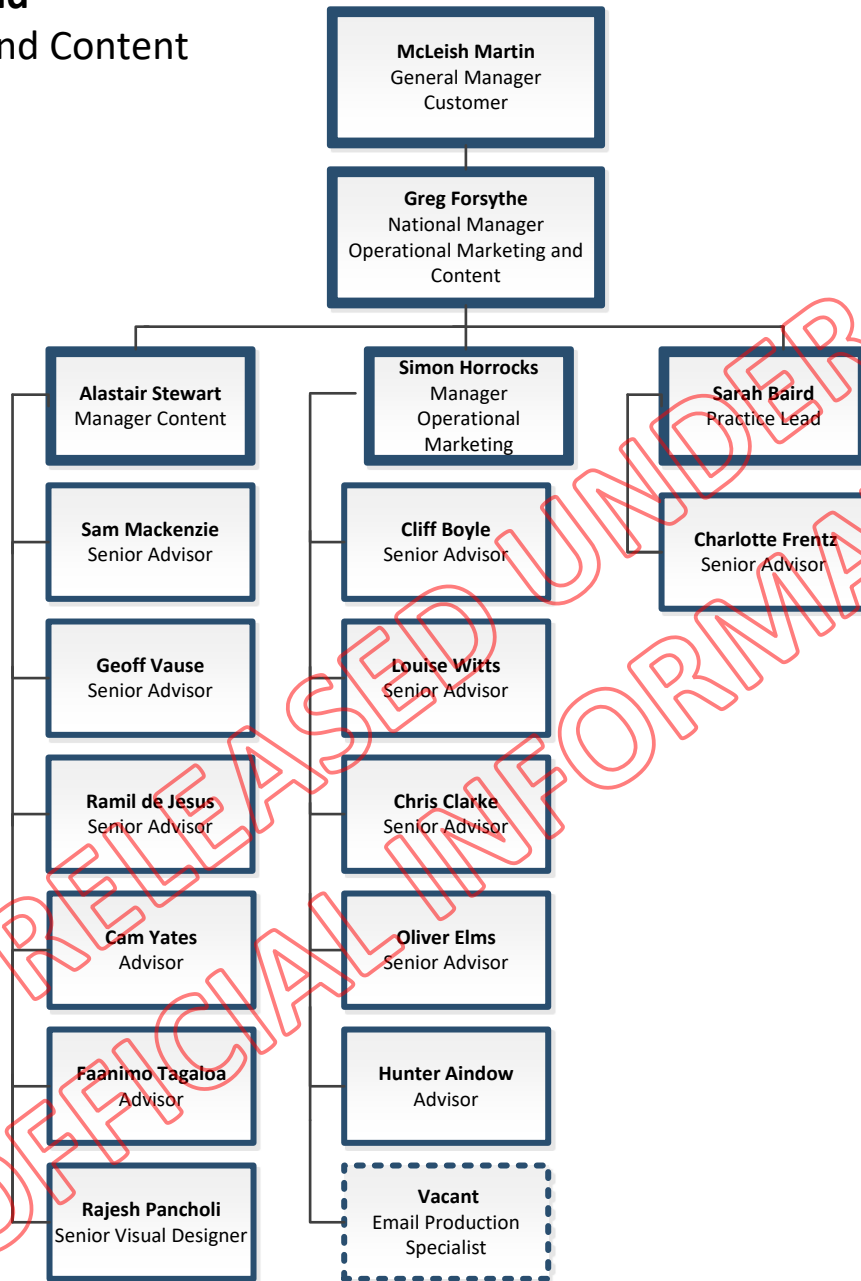 nd Content
McLeish Martin
General Manager
Customer
Greg Forsythe
National Manager
Operational Marketing and
Content
Alastair Stewart
Manager Content
Sam Mackenzie
Senior Advisor
Geoff Vause
Senior Advisor
Ramil de Jesus
Senior Advisor
Cam Yates
Advisor
Faanimo Tagaloa
Advisor
Rajesh Pancholi
Senior Visual Designer
Simon Horrocks
Manager
Operational
Marketing
Cliff Boyle
Senior Advisor
Louise Witts
Senior Advisor
Chris Clarke
Senior Advisor
Oliver Elms
Senior Advisor
Hunter Aindow
Advisor
Vacant
Email Production
Specialist
Sarah Baird
Practice Lead
Charlotte Frentz
Senior Advisor
RELEASED UNDER
OFFICIAL INFORMA